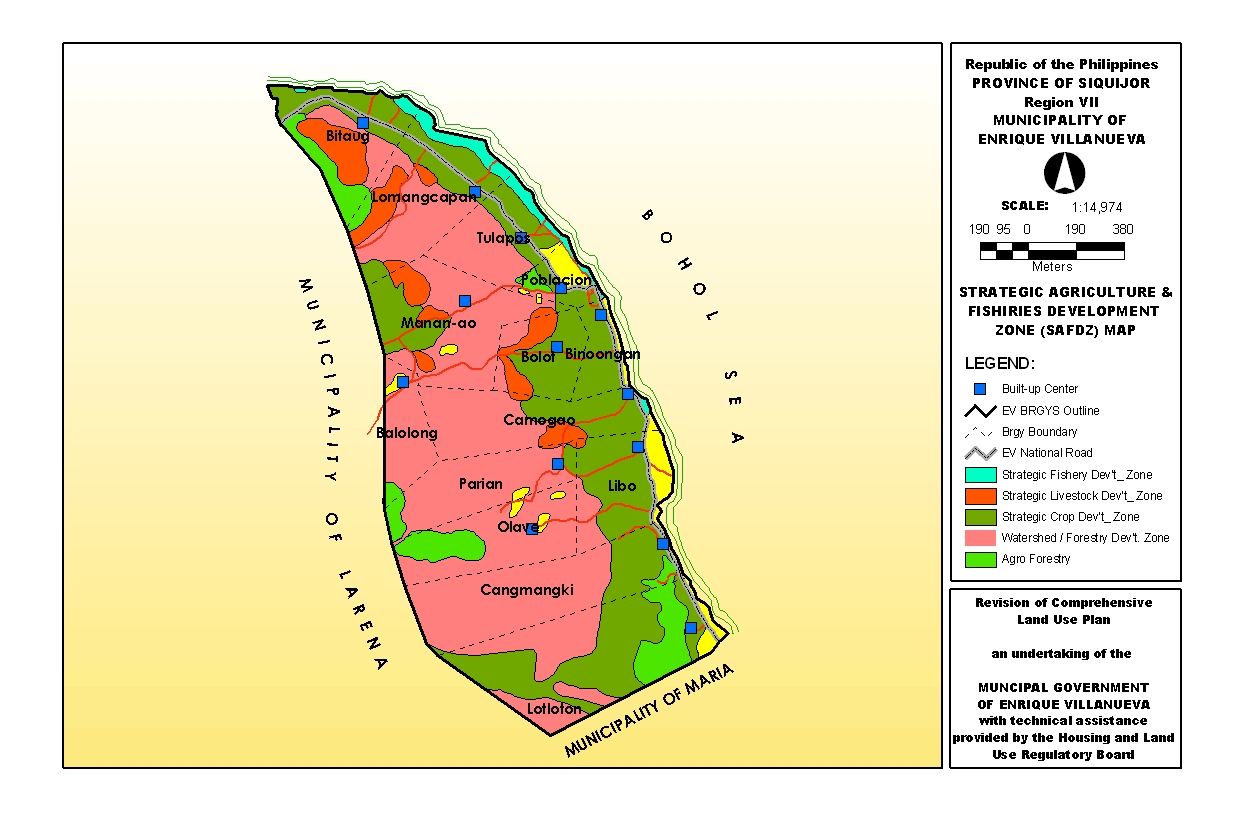 Bitaug
Lomangcapan
Tulapos
Poblacion
Manan-ao
Bolot
Binoongan
Camogao
Balolong
Parian
Libo
Olave
Cangmangki
Lotloton
BOHOL SEA
MUNICIPALITY OF LARENA
MUNICIPALITY OF MARIA
Republic of the Philippines
PROVINCE OF SIQUIJOR
Region VII
MUNICIPALITY OF
ENRIQUE VILLANUEVA
SCALE: 1:14,974
190 95 0 190 380
Meters
STRATEGIC AGRICULTURE &
FISHIRIES DEVELOPMENT
ZONE (SAFDZ) MAP
LEGEND:
Built-up Center
EV BRGYS Outline
Brgy Boundary
EV National Road
Strategic Fishery Dev't_ Zone
Strategic Livestock Dev't_ Zone
Strategic Crop Dev't_ Zone
Watershed / Forestry Dev't. Zone
Agro Forestry
Revision of Comprehensive
Land Use Plan
an undertaking of the
MUNCIPAL GOVERNMENT
OF ENRIQUE VILLANUEVA
with technical assistance
provided by the Housing and Land
Use Regulatory Board